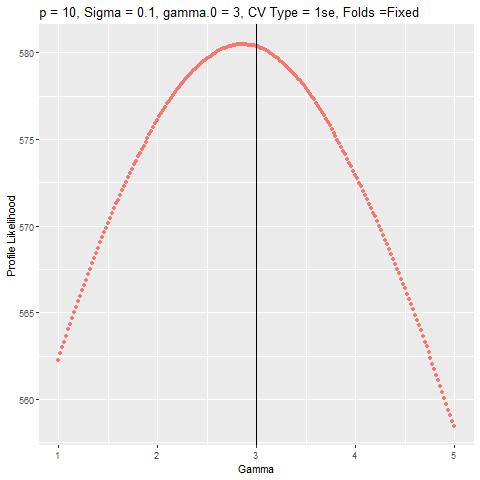 p = 10, Sigma = 0.1, gamma.0 = 3, CV Type = 1se, Folds =Fixed
580
575
570
565
560
Profile Likelihood
1 2 3 4 5
Gamma